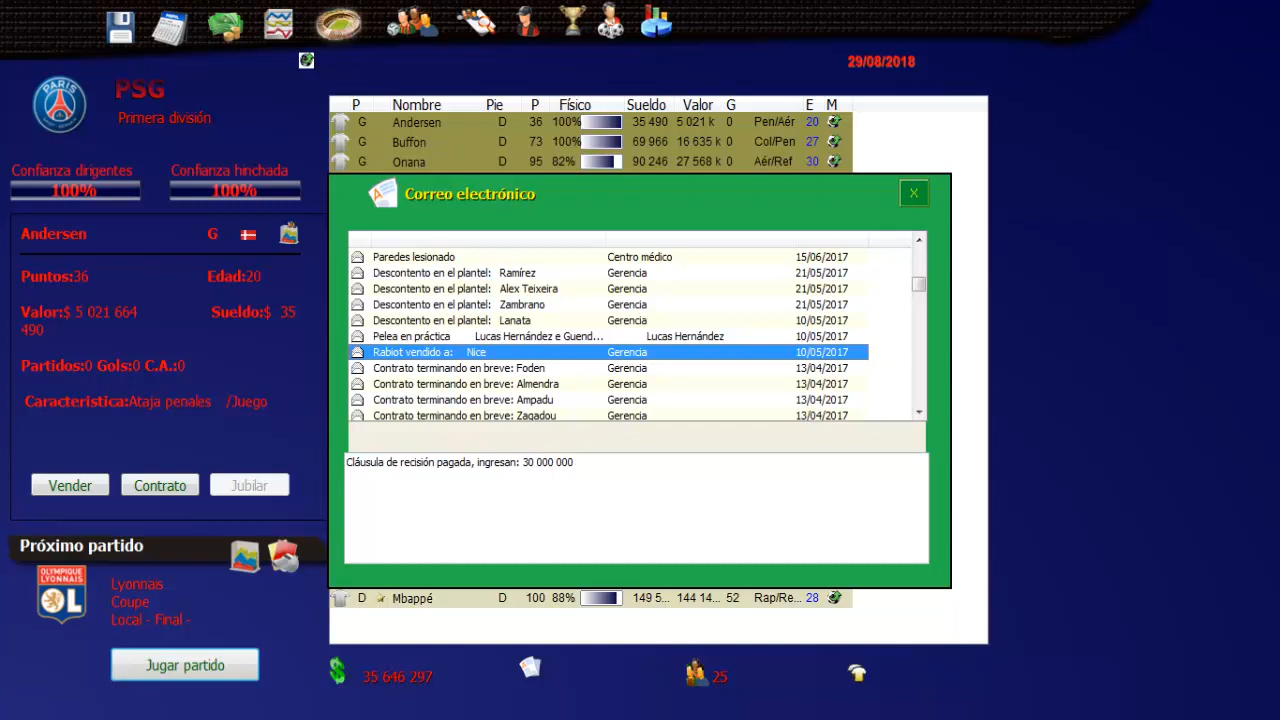 29/08/2018
PARIS
PSG
Primera división
Confianza dirigentes
Confianza hinchada
100%
100%
Andersen G
Puntos:36 Edad:20
Valor:$ 5 021 664 Sueldo:$ 35
490
Partidos:0 Gols:0 C.A.:0
Caracteristica:Ataja penales /Juego
Vender Contrato Jubilar
Próximo partido
OLYMPIQUE
LYONNAIS
OL
Lyonnais
Coupe
Local - Final -
Jugar partido
P Nombre Pie P Físico Sueldo Valor G E M
G Andersen D 36 100% 35 490 5 021 k 0 Pen/Aér 20
G Buffon D 73 100% 69 966 16 635 k 0 Col/Pen 27
G Onana D 95 82% 90 246 27 568 k 0 Aér/Ref 30
Correo electrónico X
Paredes lesionado Centro médico 15/06/2017
Descontento en el plantel: Ramírez Gerencia 21/05/2017
Descontento en el plantel: Alex Teixeira Gerencia 21/05/2017
Descontento en el plantel: Zambrano Gerencia 21/05/2017
Descontento en el plantel: Lanata Gerencia 10/05/2017
Pelea en práctica Lucas Hernández e Guend... Lucas Hernández 10/05/2017
Rabiot vendido a: Nice Gerencia 10/05/2017
Contrato terminando en breve: Foden Gerencia 13/04/2017
Contrato terminando en breve: Almendra Gerencia 13/04/2017
Contrato terminando en breve: Ampadu Gerencia 13/04/2017
Contrato terminando en breve: Zagadou Gerencia 13/04/2017
Cláusula de recisión pagada, ingresan: 30 000 000
D Mbappé D 100 88% 149 5... 144 14... 52 Rap/Re... 28
35 646 297
25